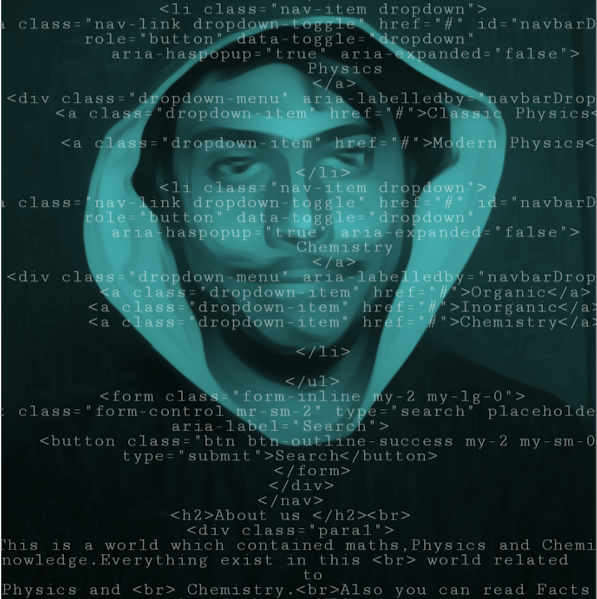 <li class="nav-item dropdown">
class="nav-link dropdown-toggle" href="#" id="navbarD
role="button" data-toggle="dropdown"
aria-haspopup="true" aria-expanded="false">
Physics
</a>
<div class="dropdown-menu" aria-labelledby="navbarDrop
<a class="dropdown-item" href="#">Classic Physics<
<a class="dropdown-item" href="#">Modern Physics<
</li>
<li class="nav-item dropdown">
class="nav-link dropdown-toggle" href="#" id="navbarD
role="button" data-toggle="dropdown"
aria-haspopup="true" aria-expanded="false">
Chemistry
</a>
<div class="dropdown-menu" aria-labelledby="navbarDrop
<a class="dropdown-item" href="#">Organic</a>
<a class="dropdown-item" href="#">Inorganic</a>
<a class="dropdown-item" href="#">Chemistry</a
</li>
</ul>
<form class="form-inline my-2 my-lg-0">
class="form-control mr-sm-2" type="search" placeholde
aria-label="Search">
<button class="btn btn-outline-success my-2 my-sm-0
type="submit">Search</button>
</form>
</div>
</nav>
<h2>About us </h2><br>
<div class="para1">
This is a world which contained maths,Physics and Chemi
nowledge.Everything exist in this <br> world related
to
Physics and <br> Chemistry.<br>Also you can read Facts